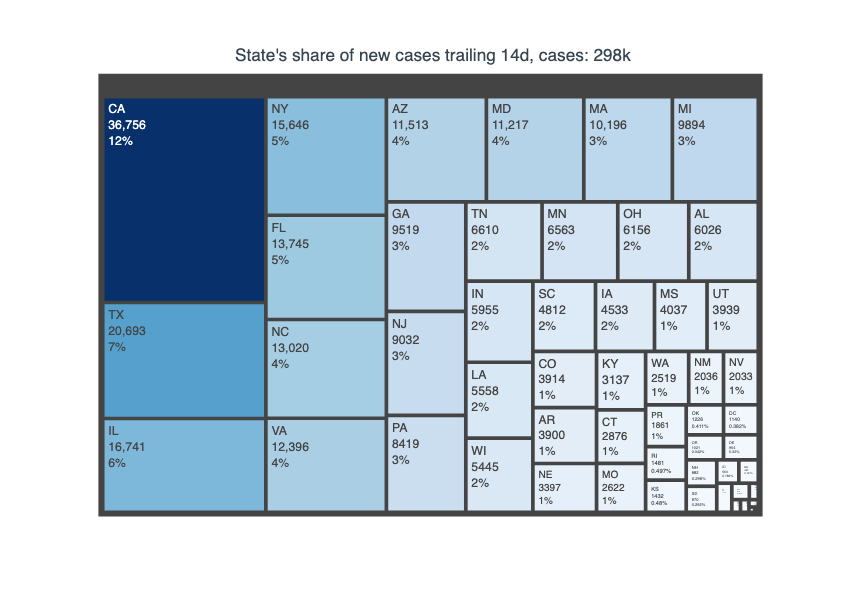 State's share of new cases trailing 14d, cases: 298k
CA
36,756
12%
TX
20,693
7%
IL
16,741
6%
NY
15,646
5%
FL
13,745
5%
NC
13,020
4%
VA
12,396
4%
AZ
11,513
4%
MD
11,217
4%
MA
10,196
3%
MI
9894
3%
GA
9519
3%
NJ
9032
3%
PA
8419
3%
TN
6610
2%
MN
6563
2%
OH
6156
2%
AL
6026
2%
IN
5955
2%
LA
5558
2%
WI
5445
2%
SC
4812
2%
IA
4533
2%
MS
4037
1%
UT
3939
1%
CO
3914
1%
AR
3900
1%
NE
3397
1%
KY
3137
1%
CT
2876
1%
MO
2622
1%
WA
2519
1%
NM
2036
1%
NV
2033
1%
PR
1861
1%
RI
1481
0.497%
KS
1432
0.48%
OK
1226
0.411%
DC
1140
0.382%